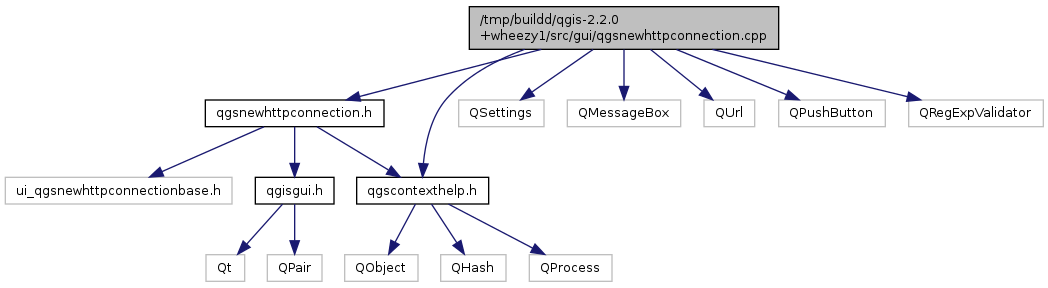 /tmp/buildd/qgis-2.2.0
+wheezy1/src/gui/qgsnewhttpconnection.cpp
qgsnewhttpconnection.h
QSettings
QMessageBox
QUrl
QPushButton
QRegExpValidator
ui_qgsnewhttpconnectionbase.h
qgisgui.h
qgscontexthelp.h
Qt
QPair
QObject
QHash
QProcess